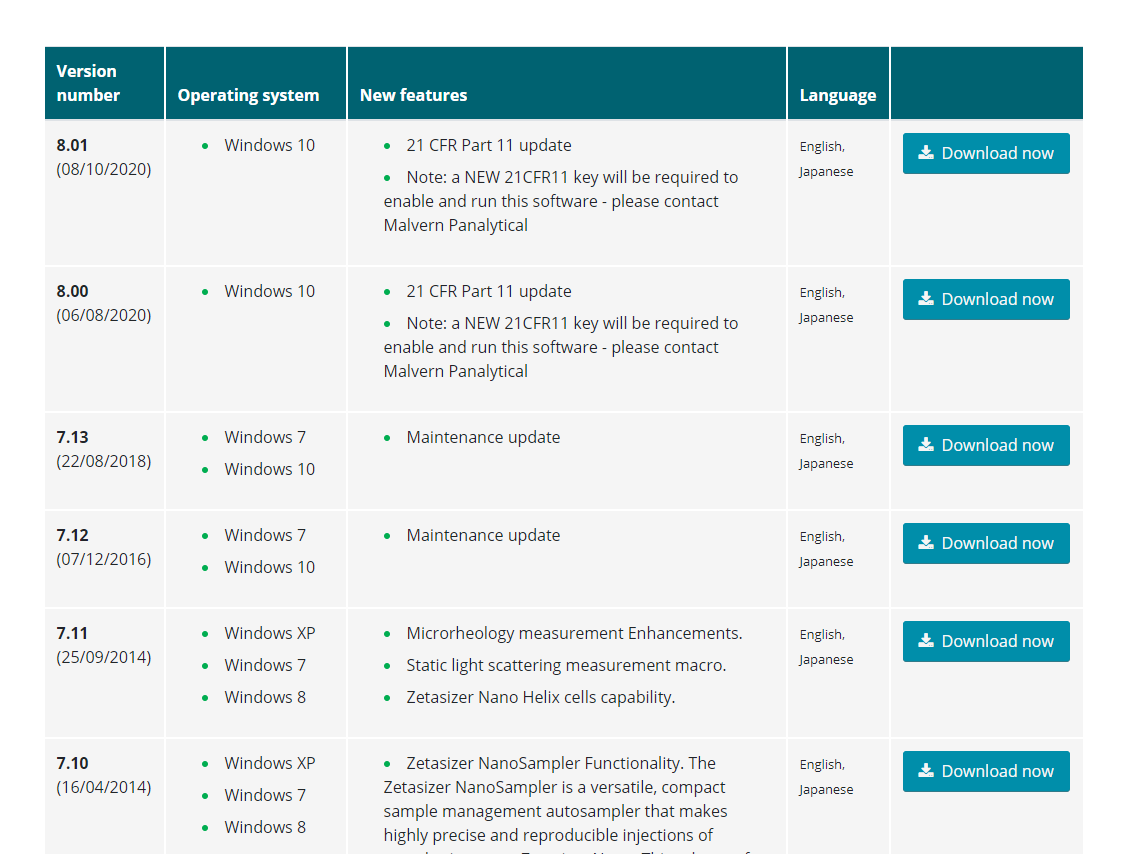 Version number
Operating system
New features
Language
8.01
(08/10/2020)
Windows 10
21 CFR Part 11 update
Note: a NEW 21CFR11 key will be required to
enable and run this software - please contact
Malvern Panalytical
English,
Japanese
Download now
8.00
(06/08/2020)
Windows 10
21 CFR Part 11 update
Note: a NEW 21CFR11 key will be required to
enable and run this software - please contact
Malvern Panalytical
English,
Japanese
Download now
7.13
(22/08/2018)
Windows 7
Windows 10
Maintenance update
English,
Japanese
Download now
7.12
(07/12/2016)
Windows 7
Windows 10
Maintenance update
English,
Japanese
Download now
7.11
(25/09/2014)
Windows XP
Windows 7
Windows 8
Microrheology measurement Enhancements.
Static light scattering measurement macro.
Zetasizer Nano Helix cells capability.
English,
Japanese
Download now
7.10
(16/04/2014)
Windows XP
Windows 7
Windows 8
Zetasizer NanoSampler Functionality. The
Zetasizer NanoSampler is a versatile, compact
sample management autosampler that makes
highly precise and reproducible injections of
English,
Japanese
Download now